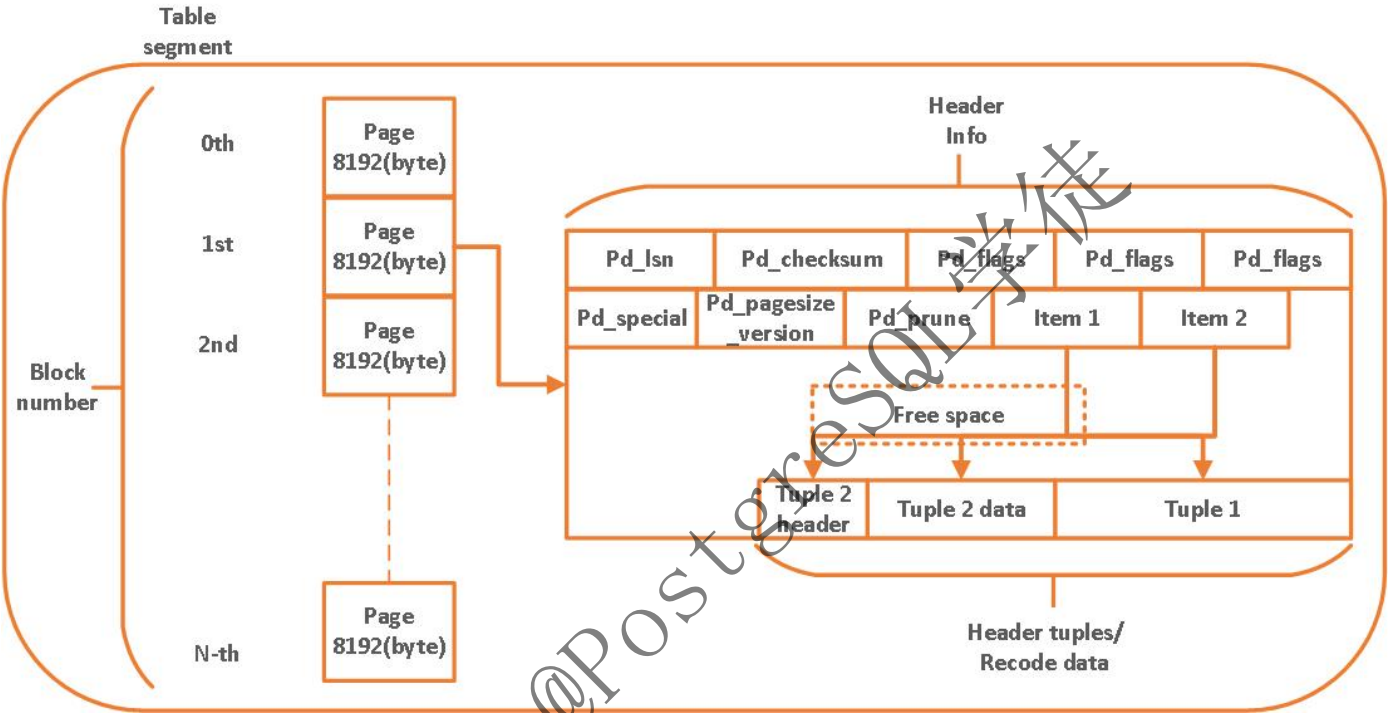 Table
segment
0th
Page
8192(byte)
1st
Page
8192(byte)
2nd
Page
8192(byte)
Block
number
N-th
Page
8192(byte)
Header
Info
Pd_lsn
Pd_checksum
Pd_flags
Pd_flags
Pd_flags
Pd_special
Pd_pagesize
_version
Pd_prune
Item 1
Item 2
Free space
Tuple 2
header
Tuple 2 data
Tuple 1
Header tuples/
Recode data
@PostgreSQL学徒